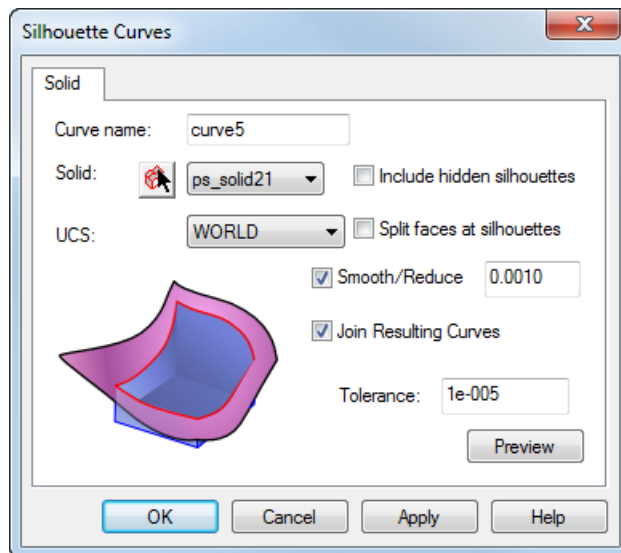 Silhouette Curves
Solid
Curve name: curve5
Solid: ps_solid21 Include hidden silhouettes
UCS: WORLD Split faces at silhouettes
Smooth/Reduce 0.0010
Join Resulting Curves
Tolerance: 1e-005
Preview
OK Cancel Apply Help